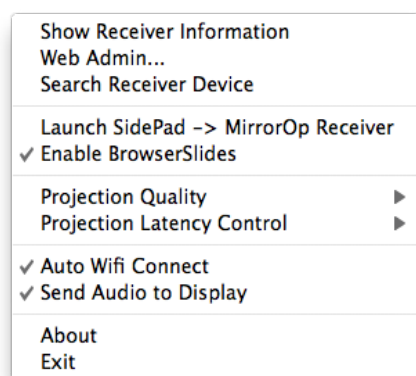 Show Receiver Information
Web Admin...
Search Receiver Device
Launch SidePad -> MirrorOp Receiver
Enable BrowserSlides
Projection Quality
Projection Latency Control
Auto Wifi Connect
Send Audio to Display
About
Exit